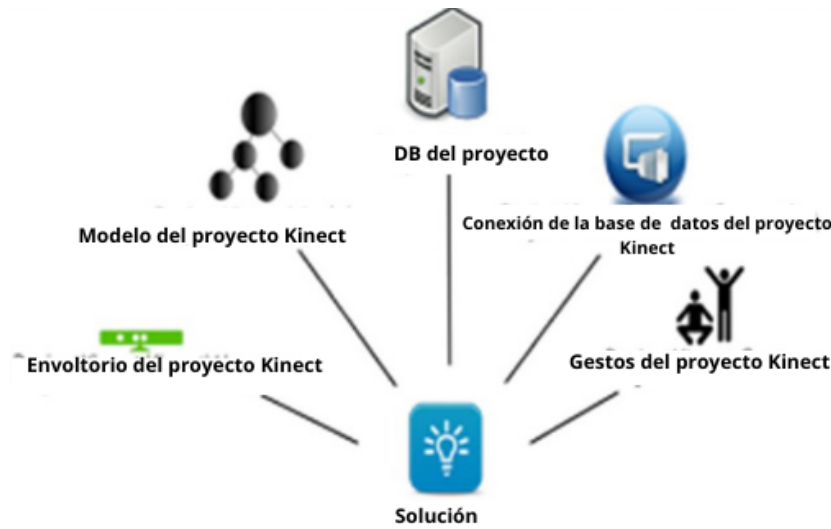 DB del proyecto
Modelo del proyecto Kinect
Conexión de la base de datos del proyecto
Kinect
Envoltorio del proyecto Kinect
Gestos del proyecto Kinect
Solución